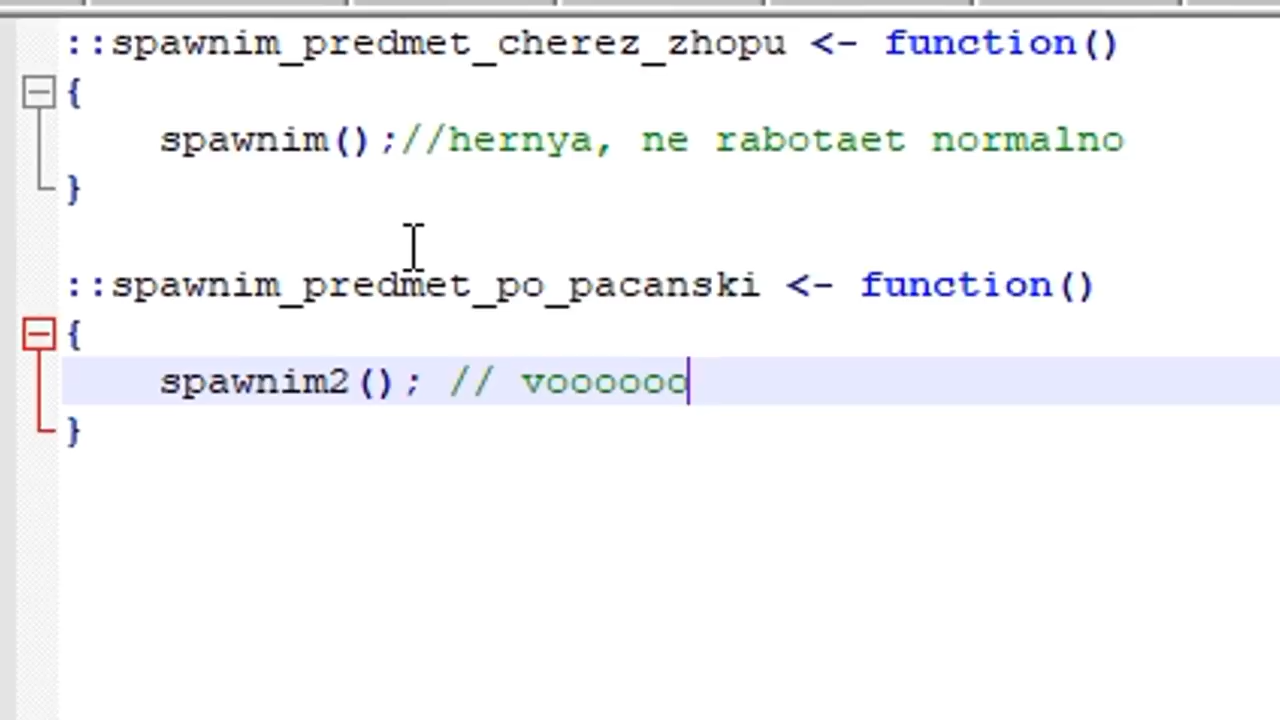 ::spawnim_predmet_cherez_zhopu <- function()
{
spawnim();//hernya, ne rabotaet normalno
}
::spawnim_predmet_po_pacanski <- function()
{
spawnim2(); // voooooo
}